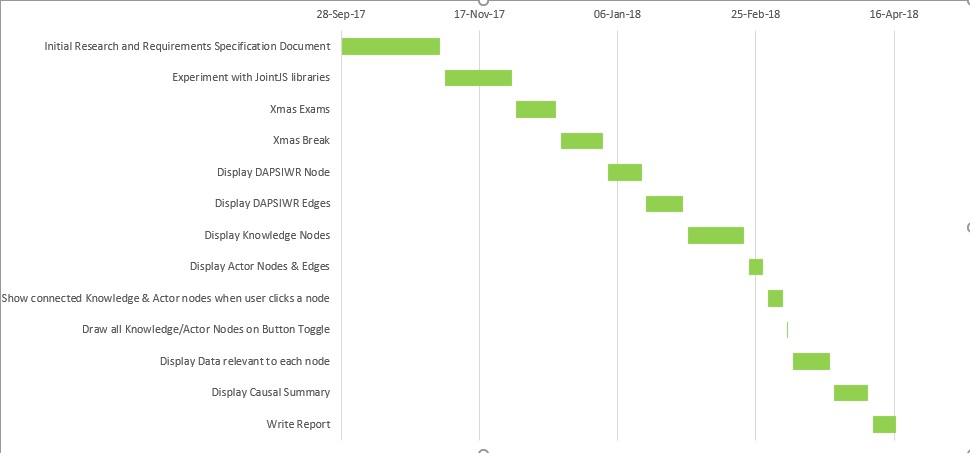 28-Sep-17 17-Nov-17 06-Jan-18 25-Feb-18 16-Apr-18
Initial Research and Requirements Specification Document
Experiment with JointJS libraries
Xmas Exams
Xmas Break
Display DAPSIWR Node
Display DAPSIWR Edges
Display Knowledge Nodes
Display Actor Nodes & Edges
Show connected Knowledge & Actor nodes when user clicks a node
Draw all Knowledge/Actor Nodes on Button Toggle
Display Data relevant to each node
Display Causal Summary
Write Report